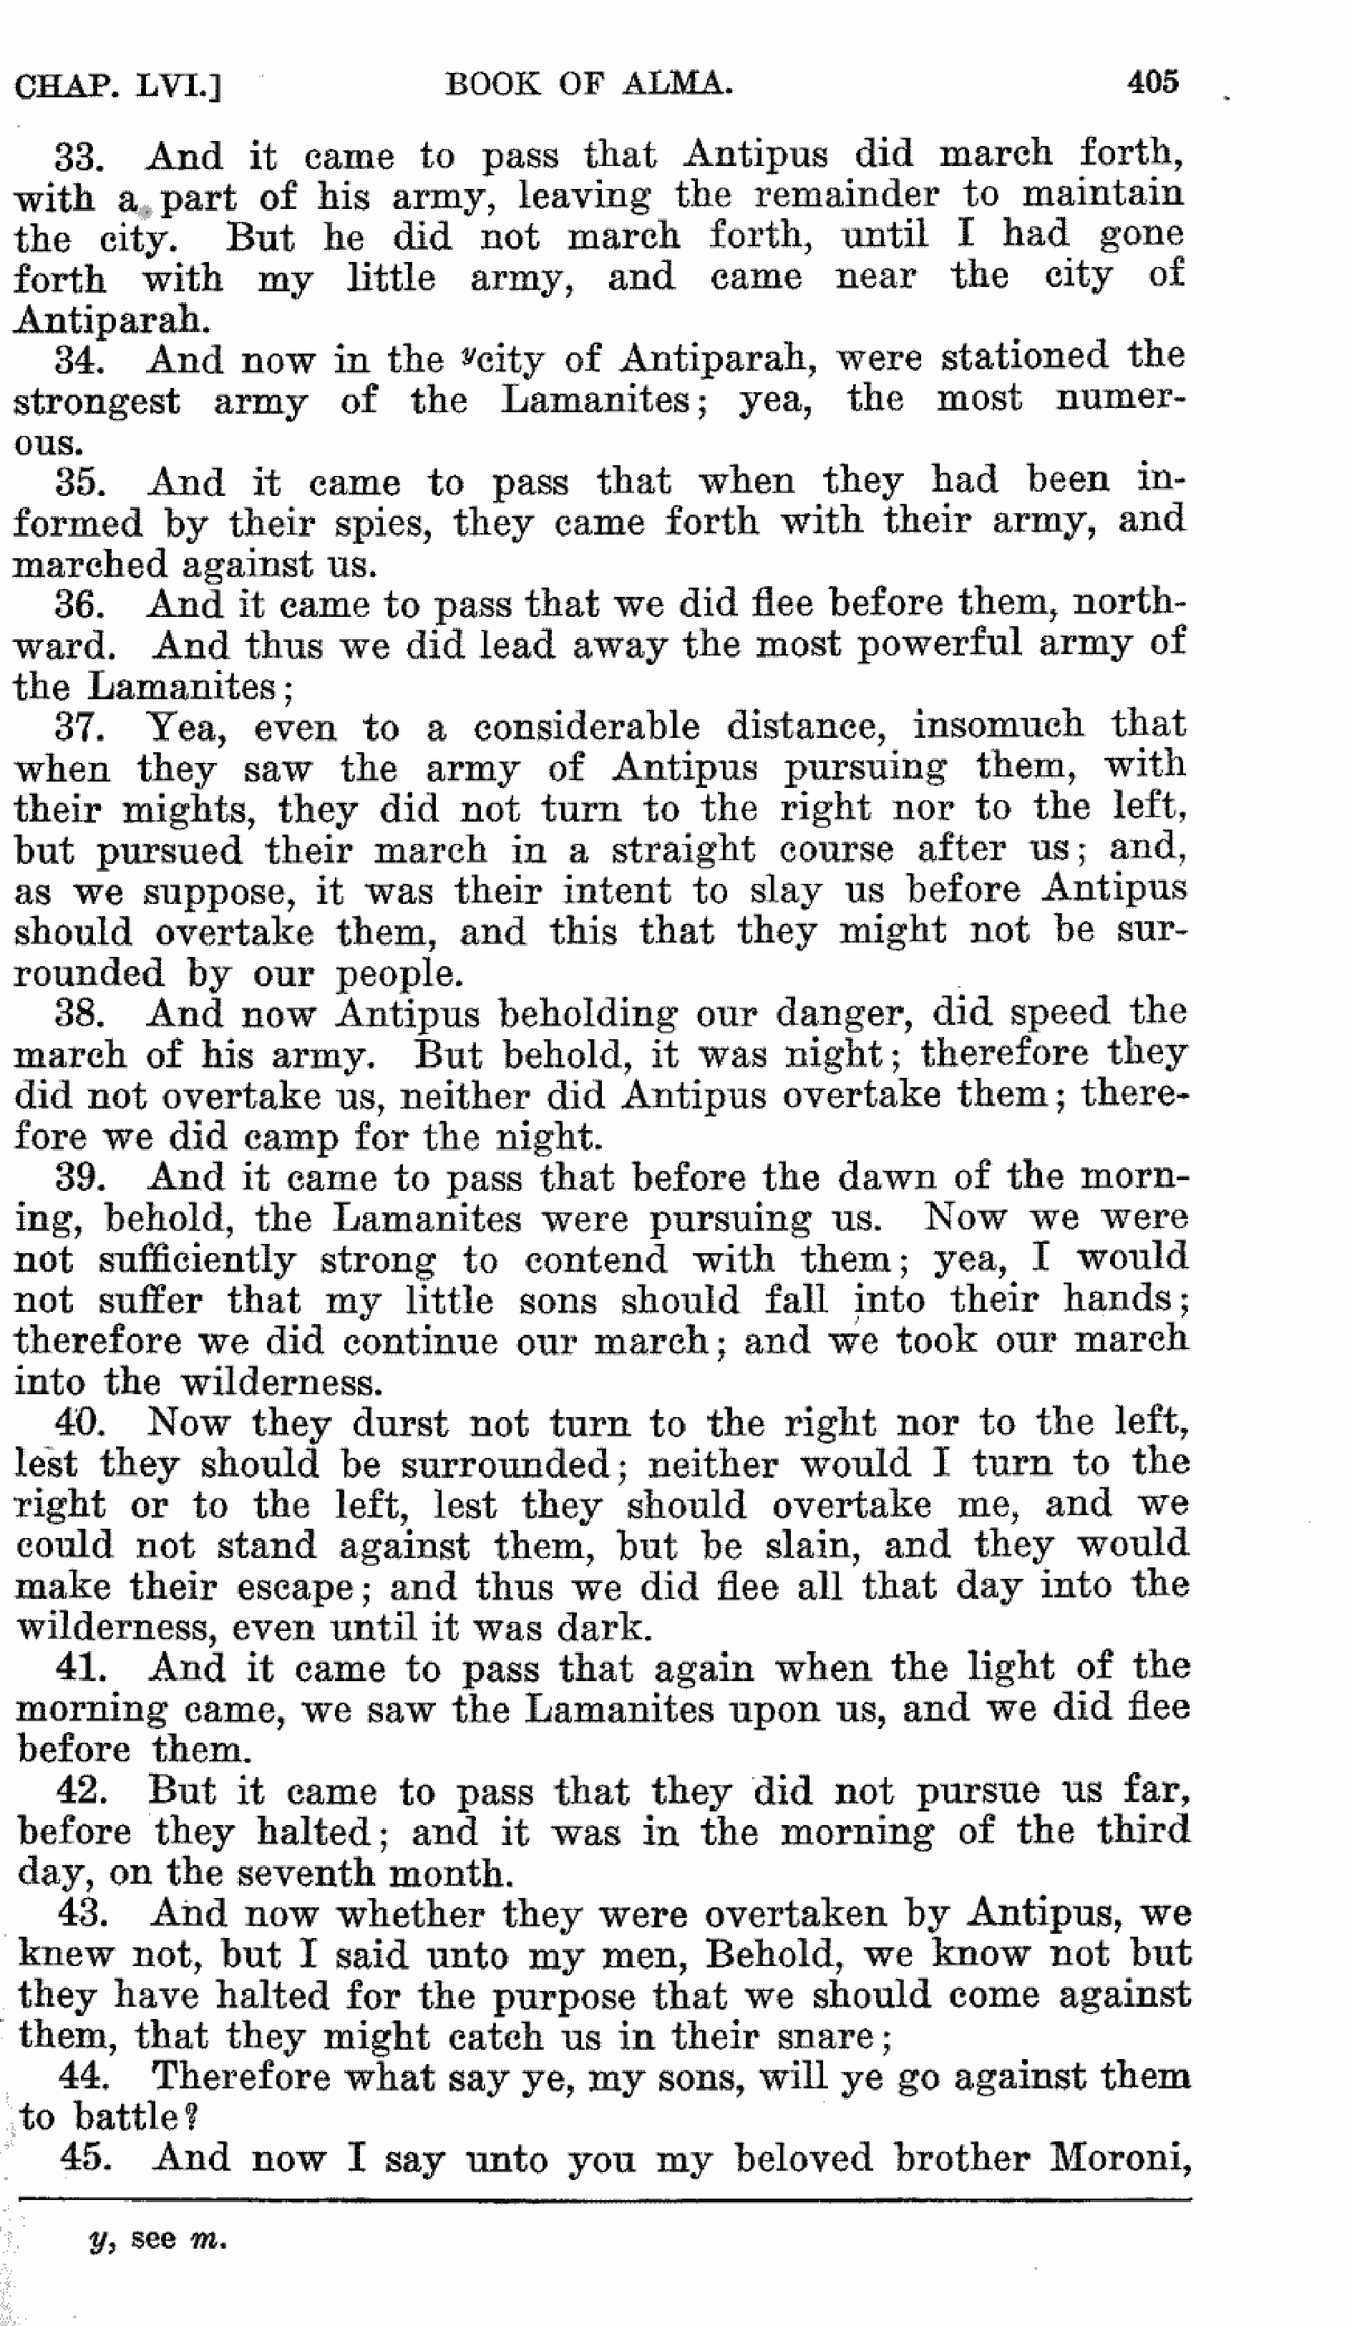 CHAP. LVI.] BOOK OF ALMA. 405
33. And it came to pass that Antipus did march forth,
with a part of his army, leaving the remainder to maintain
the city. But he did not march forth, until I had gone
forth with my little army, and came near the city of
Antiparah.
34. And now in the ʸcity of Antiparah, were stationed the
strongest army of the Lamanites; yea, the most numer-
ous.
35. And it came to pass that when they had been in-
formed by their spies, they came forth with their army, and
marched against us.
36. And it came to pass that we did flee before them, north-
ward. And thus we did lead away the most powerful army of
the Lamanites;
37. Yea, even to a considerable distance, insomuch that
when they saw the army of Antipus pursuing them, with
their mights, they did not turn to the right nor to the left,
but pursued their march in a straight course after us; and,
as we suppose, it was their intent to slay us before Antipus
should overtake them, and this that they might not be sur-
rounded by our people.
38. And now Antipus beholding our danger, did speed the
march of his army. But behold, it was night; therefore they
did not overtake us, neither did Antipus overtake them; there-
fore we did camp for the night.
39. And it came to pass that before the dawn of the morn-
ing, behold, the Lamanites were pursuing us. Now we were
not sufficiently strong to contend with them; yea, I would
not suffer that my little sons should fall into their hands;
therefore we did continue our march; and we took our march
into the wilderness.
40. Now they durst not turn to the right nor to the left,
lest they should be surrounded; neither would I turn to the
right or to the left, lest they should overtake me, and we
could not stand against them, but be slain, and they would
make their escape; and thus we did flee all that day into the
wilderness, even until it was dark.
41. And it came to pass that again when the light of the
morning came, we saw the Lamanites upon us, and we did flee
before them.
42. But it came to pass that they did not pursue us far,
before they halted; and it was in the morning of the third
day, on the seventh month.
43. And now whether they were overtaken by Antipus, we
knew not, but I said unto my men, Behold, we know not but
they have halted for the purpose that we should come against
them, that they might catch us in their snare;
44. Therefore what say ye, my sons, will ye go against them
to battle?
45. And now I say unto you my beloved brother Moroni,
y, see m.